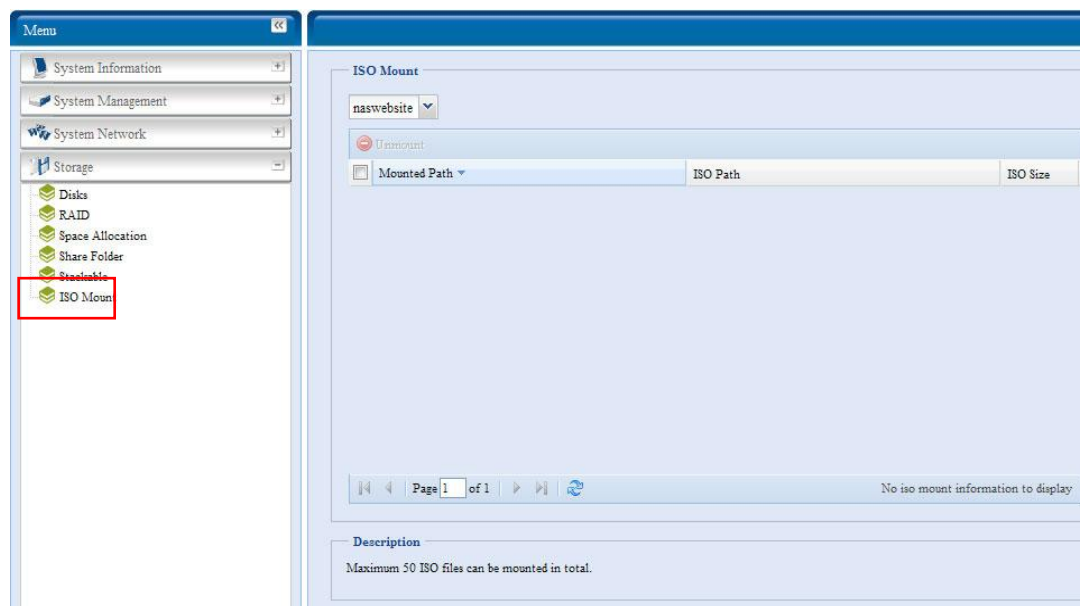 Menu
System Information
System Management
System Network
Storage
Disks
RAID
Space Allocation
Share Folder
Stackable
ISO Mount
ISO Mount
naswebsite
Unmount
Mounted Path ISO Path ISO Size
Page 1 of 1 No iso mount information to display
Description
Maximum 50 ISO files can be mounted in total.